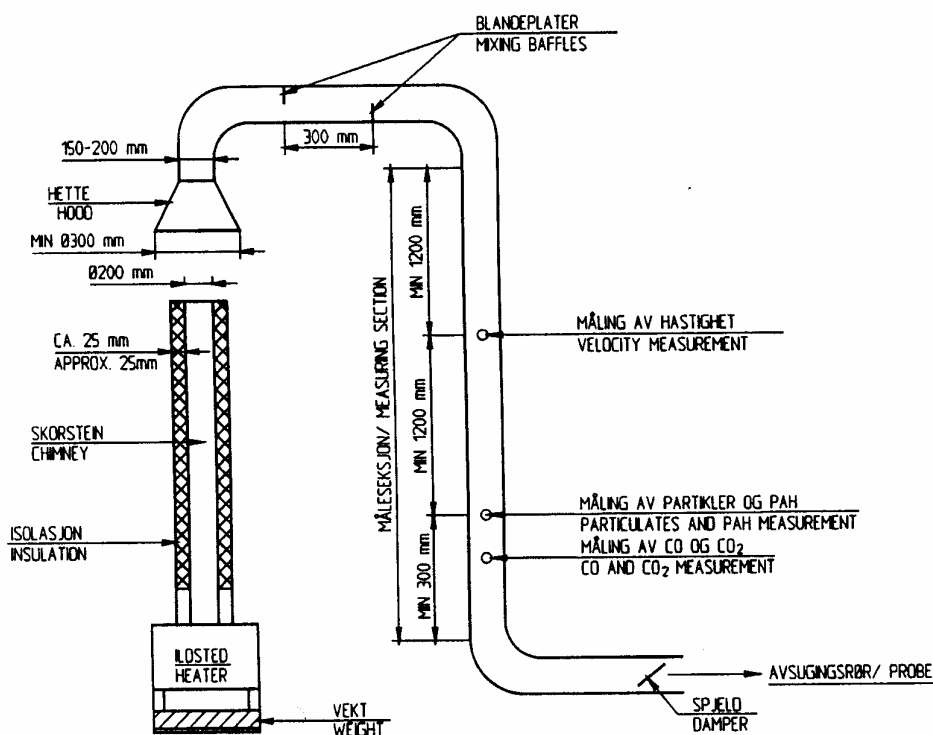 BLANDEPLATER
MIXING BAFFLES
300 mm
150-200 mm
HETTE
HOOD
MIN Ø300 mm
Ø200 mm
CA. 25 mm
APPROX. 25mm
SKORSTEIN
CHIMNEY
ISOLASJON
INSULATION
ILDSTED
HEATER
VEKT
WEIGHT
MÅLESEKSJON/ MEASURING SECTION
MIN 1200 mm
MIN 1200 mm
MIN 300 mm
MÅLING AV HASTIGHET
VELOCITY MEASUREMENT
MÅLING AV PARTIKLER OG PAH
PARTICULATES AND PAH MEASUREMENT
MÅLING AV CO OG CO₂
CO AND CO₂ MEASUREMENT
AVSUGINGSRØR/ PROBE
SPJELD
DAMPER